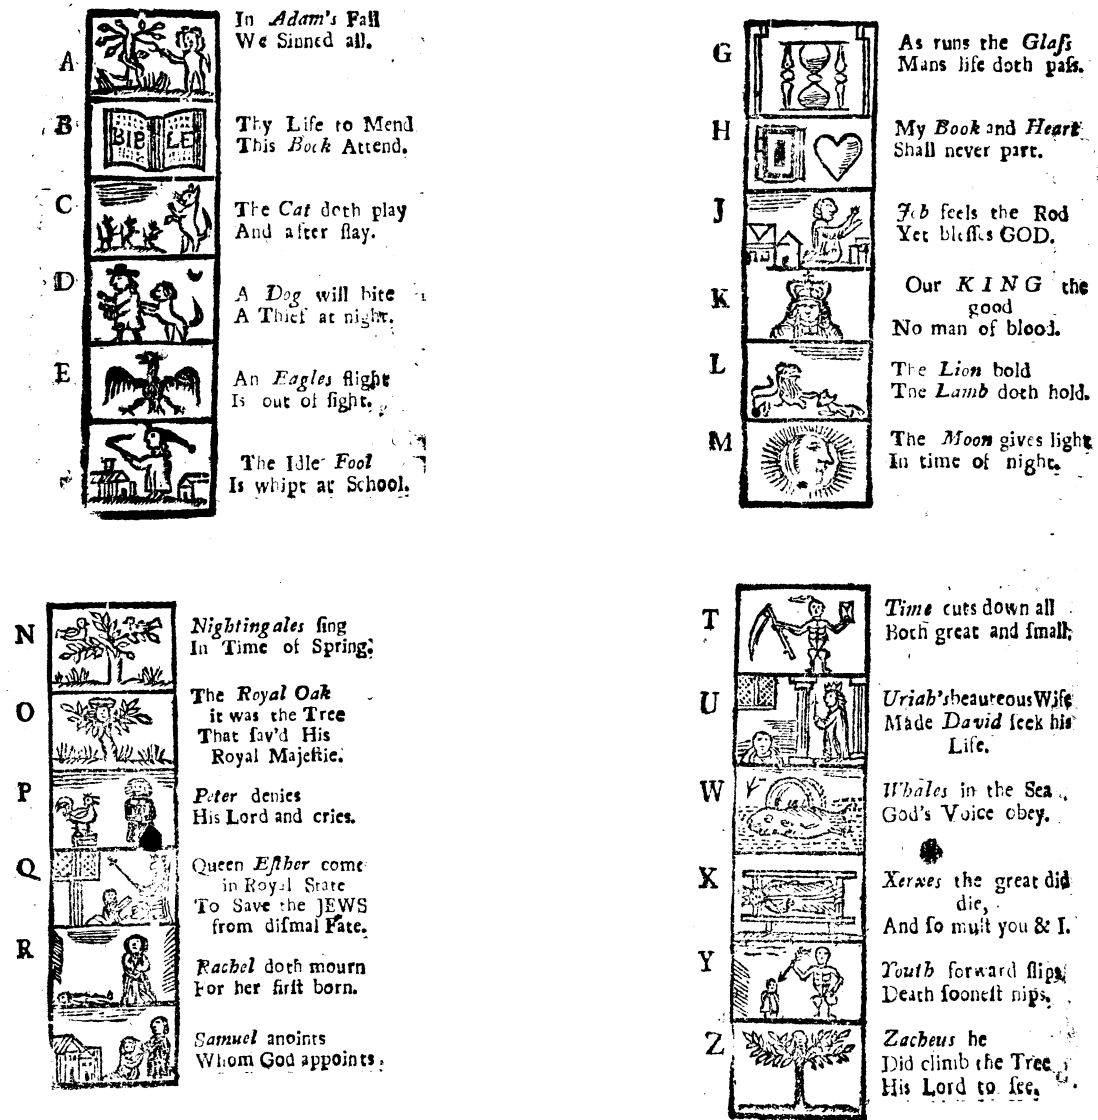 A
In Adam's Fall
We Sinned all.
B
BIBLE
Thy Life to Mend
This Book Attend.
C
The Cat doth play
And after ſlay.
D
A Dog will bite
A Thief at night.
E
An Eagles flight
Is out of ſight.
The Idle Fool
Is whipt at School.
G
As runs the Glaſs
Mans life doth paſs.
H
My Book and Heart
Shall never part.
J
Job feels the Rod
Yet bleſſes GOD.
K
Our KING the
good
No man of blood.
L
The Lion bold
The Lamb doth hold.
M
The Moon gives light
In time of night.
N
Nightingales ſing
In Time of Spring.
O
The Royal Oak
it was the Tree
That ſav'd His
Royal Majeſtie.
P
Peter denies
His Lord and cries.
Q
Queen Eſther come
in Royal State
To Save the JEWS
from diſmal Fate.
R
Rachel doth mourn
For her firſt born.
Samuel anoints
Whom God appoints.
T
Time cuts down all
Both great and ſmall.
U
Uriah's beauteous Wife
Made David ſeek his
Life.
W
Whales in the Sea
God's Voice obey.
X
Xerxes the great did
die,
And ſo muſt you & I.
Y
Youth forward ſlips
Death ſooneſt nips.
Z
Zacheus he
Did climb the Tree
His Lord to ſee.